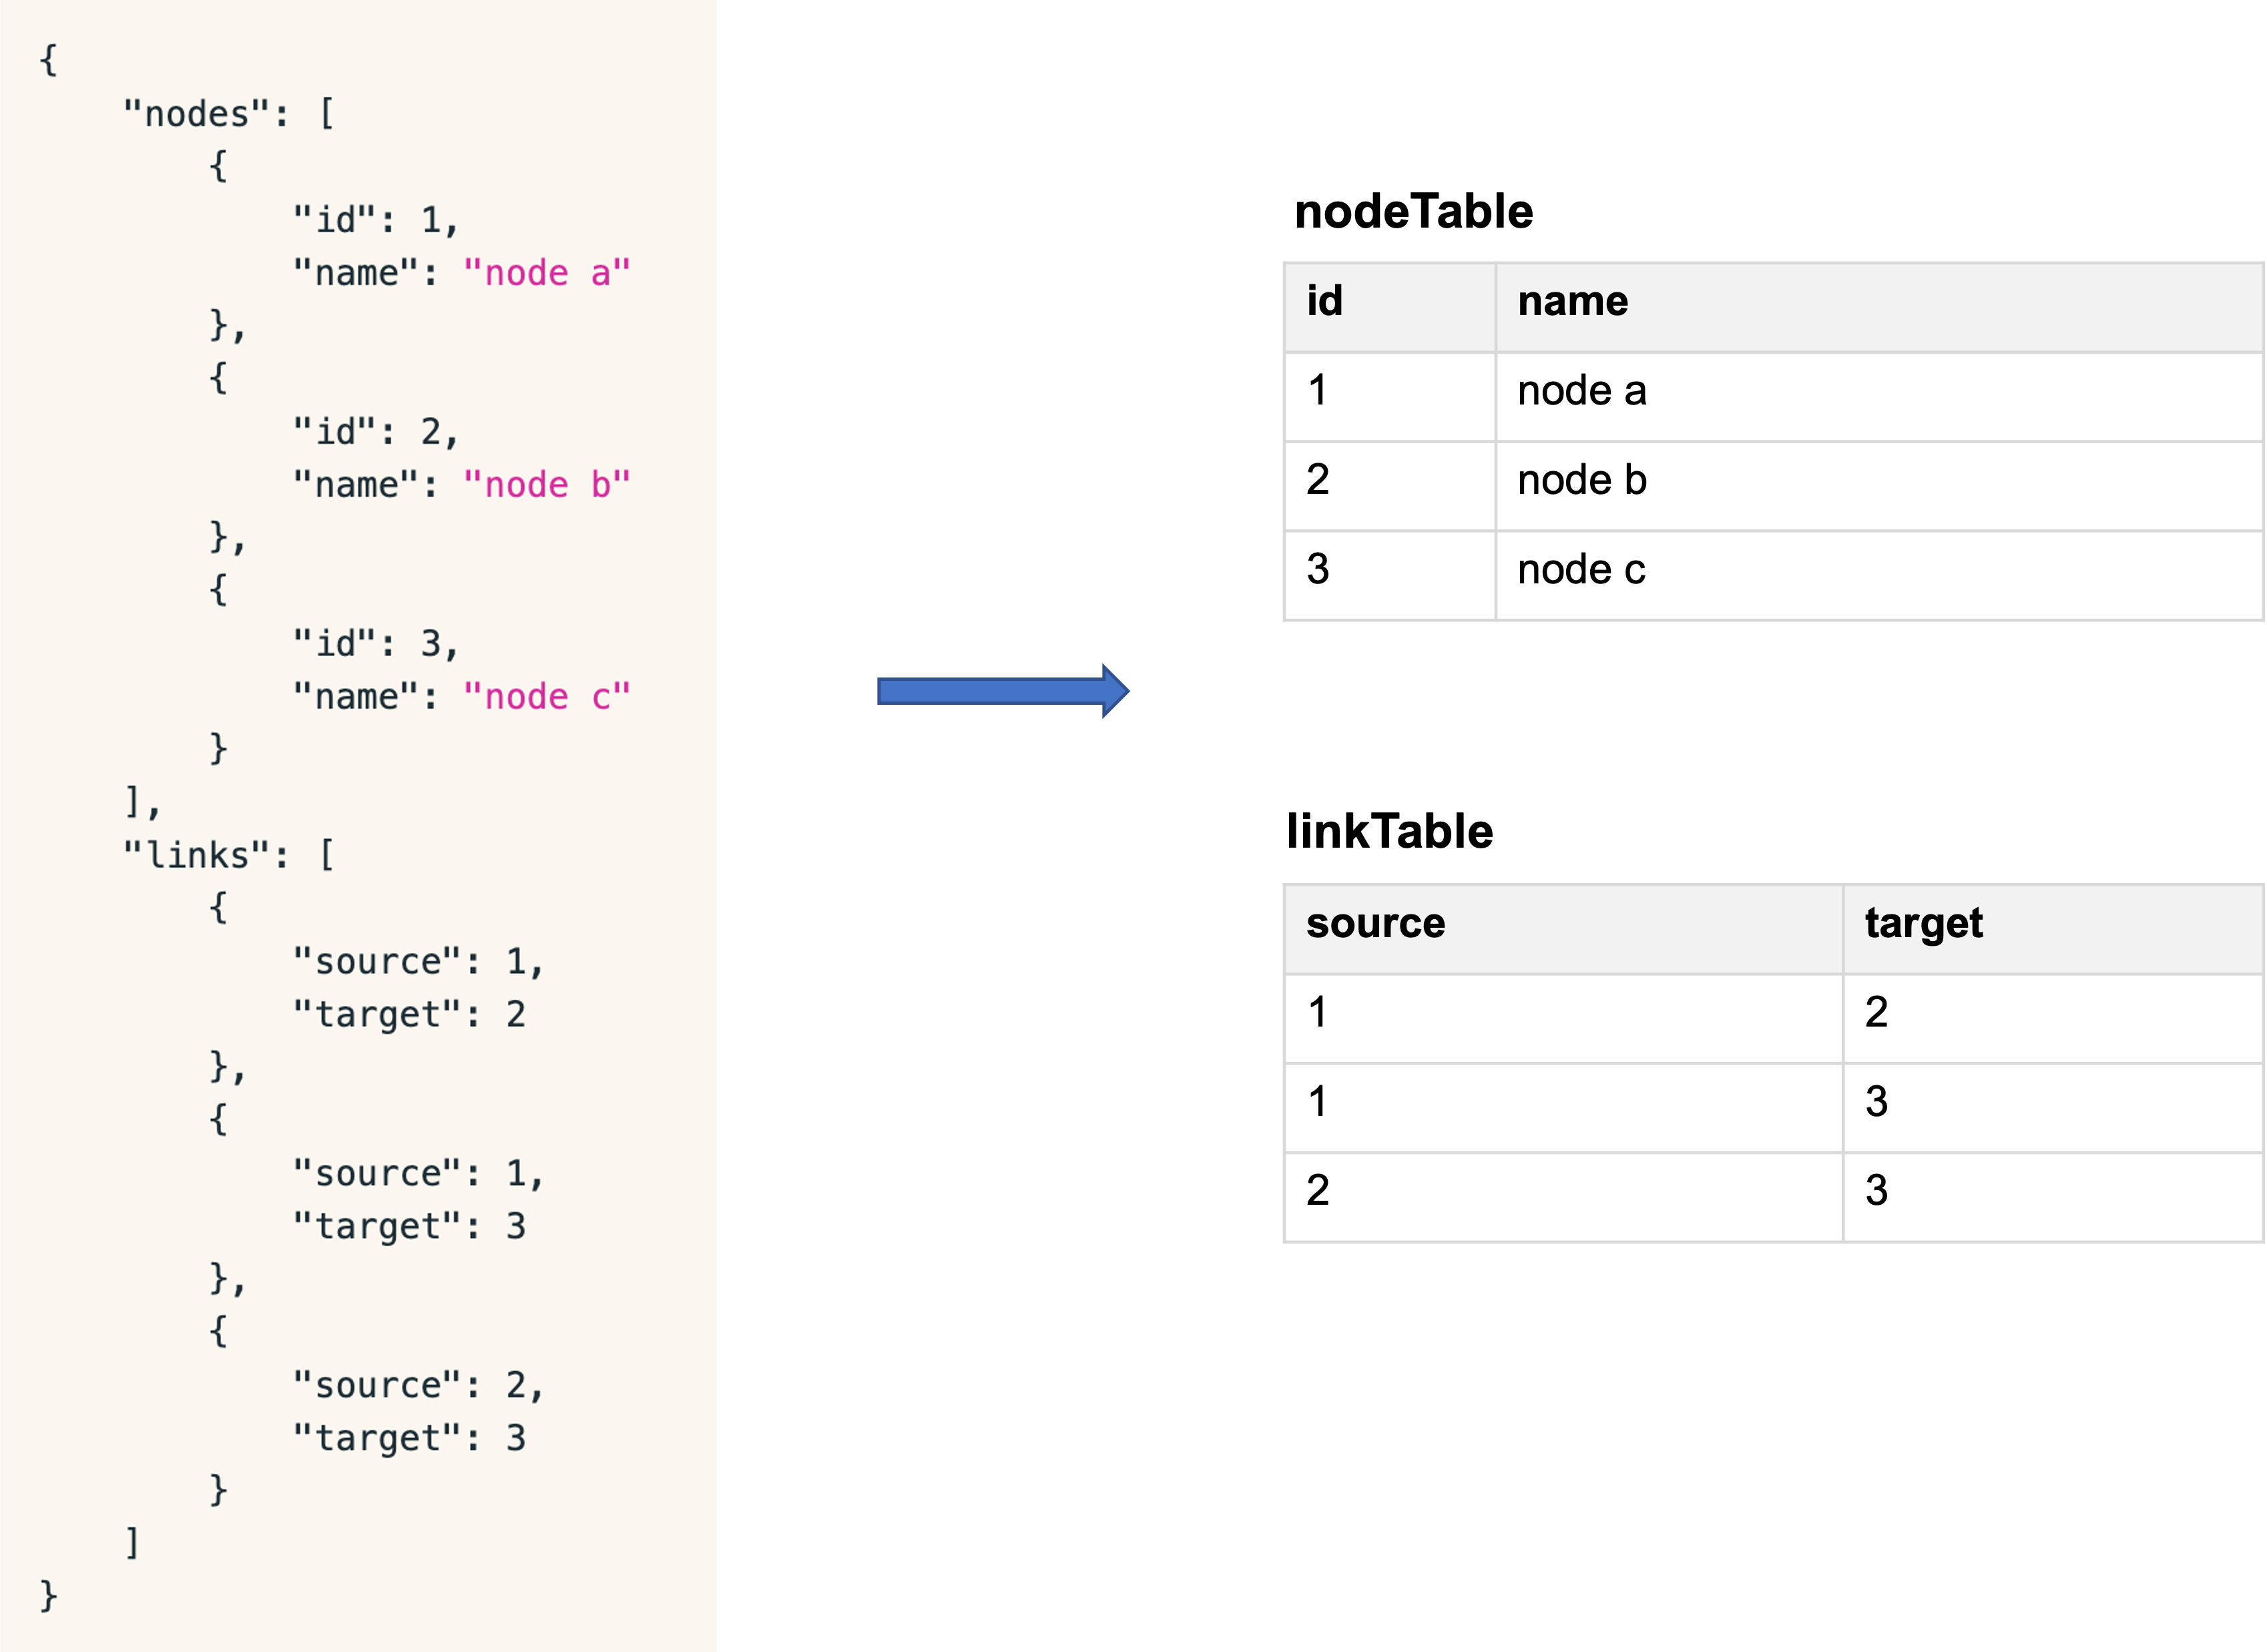 {
"nodes": [
{
"id": 1,
"name": "node a"
},
{
"id": 2,
"name": "node b"
},
{
"id": 3,
"name": "node c"
}
],
"links": [
{
"source": 1,
"target": 2
},
{
"source": 1,
"target": 3
},
{
"source": 2,
"target": 3
}
]
}
nodeTable
id name
1 node a
2 node b
3 node c
linkTable
source target
1 2
1 3
2 3